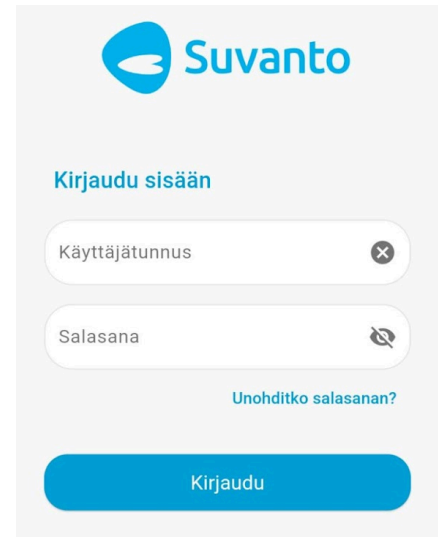 Suvanto
Kirjaudu sisään
Käyttäjätunnus
Salasana
Unohditko salasanan?
Kirjaudu